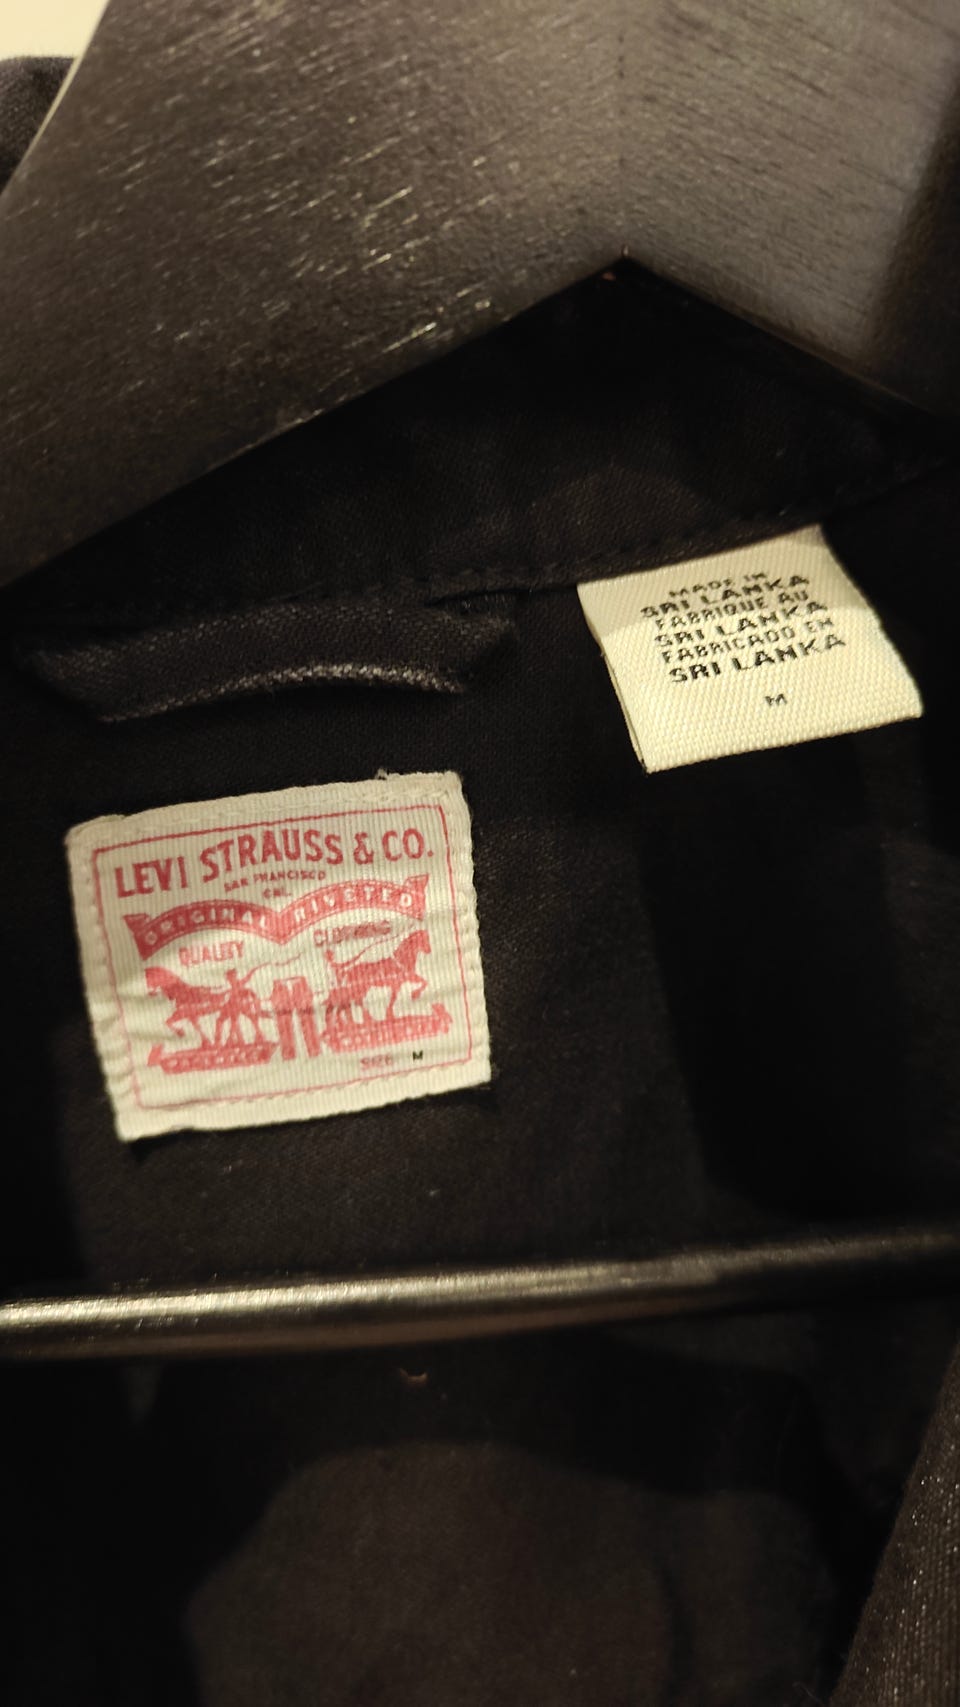 MADE IN
SRI LANKA
FABRIQUE AU
SRI LANKA
FABRICADO EN
SRI LANKA
M
LEVI STRAUSS & CO.
SAN FRANCISCO
CAL.
ORIGINAL RIVETED
QUALITY CLOTHING
SIZE M